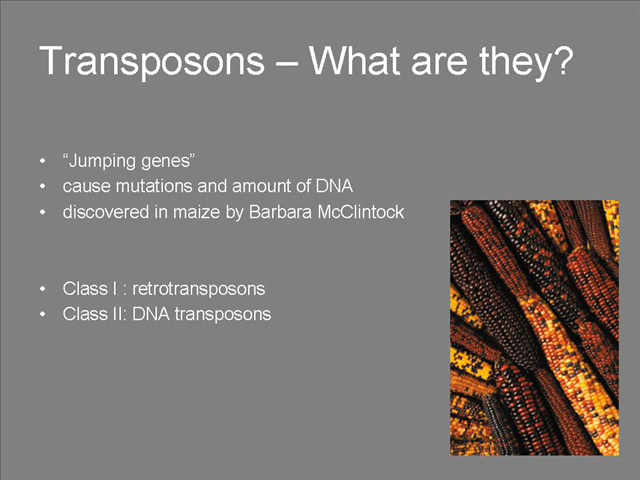 Transposons – What are they?
• “Jumping genes”
• cause mutations and amount of DNA
• discovered in maize by Barbara McClintock
• Class I : retrotransposons
• Class II: DNA transposons